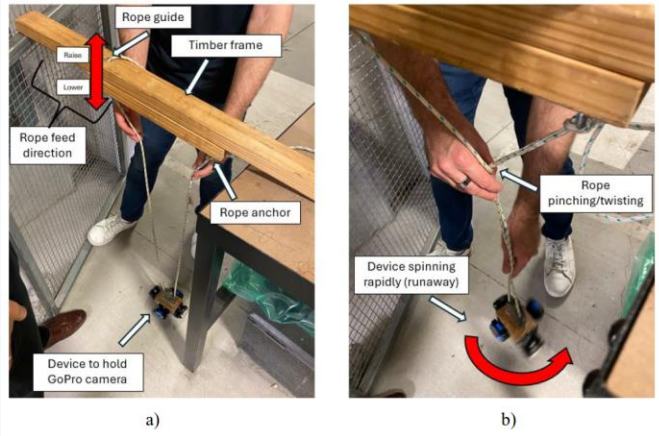 Rope guide
Timber frame
Raise
Lower
Rope feed
direction
Rope anchor
Device to hold
GoPro camera
Rope
pinching/twisting
Device spinning
rapidly (runaway)
a)
b)